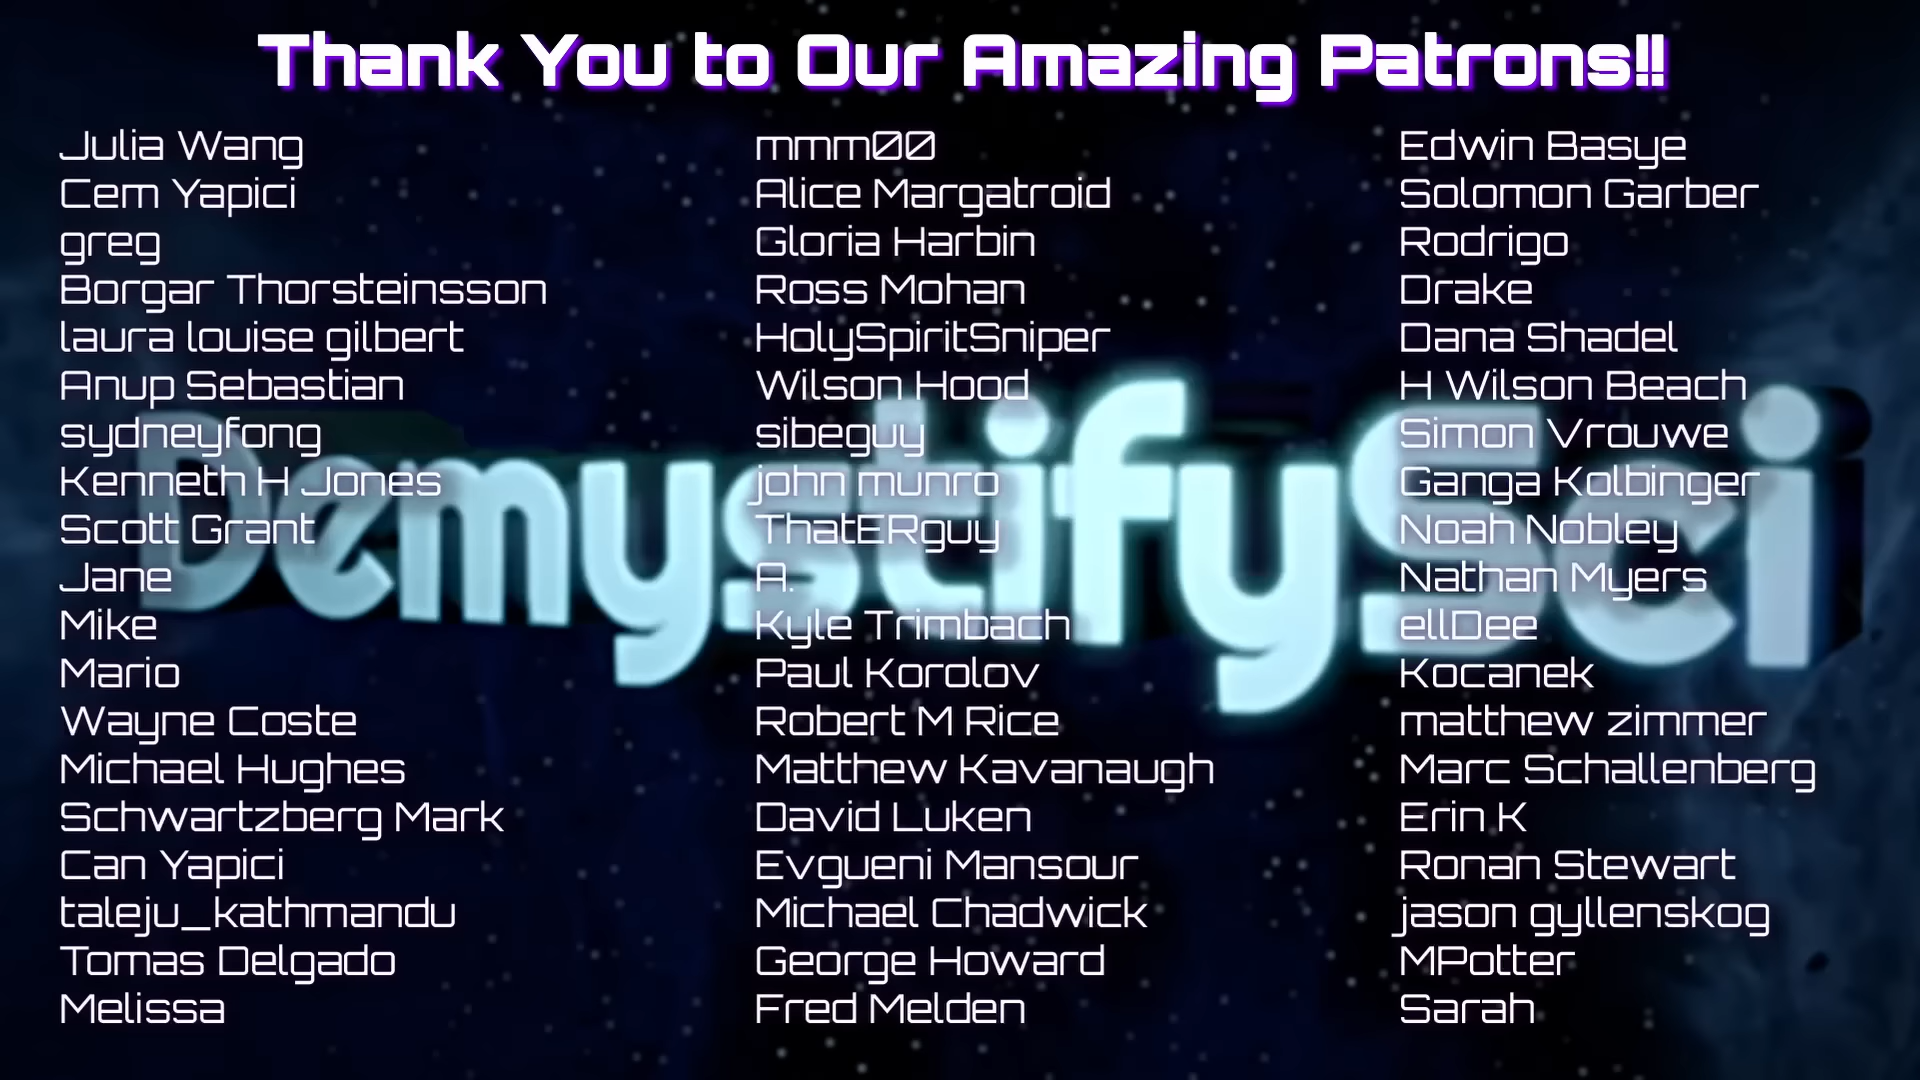 Thank You to Our Amazing Patrons!!
Julia Wang
Cem Yapici
greg
Borgar Thorsteinsson
laura louise gilbert
Anup Sebastian
sydneyfong
Kenneth H Jones
Scott Grant
Jane
Mike
Mario
Wayne Coste
Michael Hughes
Schwartzberg Mark
Can Yapici
taleju_kathmandu
Tomas Delgado
Melissa
mmm00
Alice Margatroid
Gloria Harbin
Ross Mohan
HolySpiritSniper
Wilson Hood
sibeguy
john munro
ThatERguy
A.
Kyle Trimbach
Paul Korolov
Robert M Rice
Matthew Kavanaugh
David Luken
Evgueni Mansour
Michael Chadwick
George Howard
Fred Melden
Edwin Basye
Solomon Garber
Rodrigo
Drake
Dana Shadel
H Wilson Beach
Simon Vrouwe
Ganga Kolbinger
Noah Nobley
Nathan Myers
ellDee
Kocanek
matthew zimmer
Marc Schallenberg
Erin K
Ronan Stewart
jason gyllenskog
MPotter
Sarah
DemystifySci